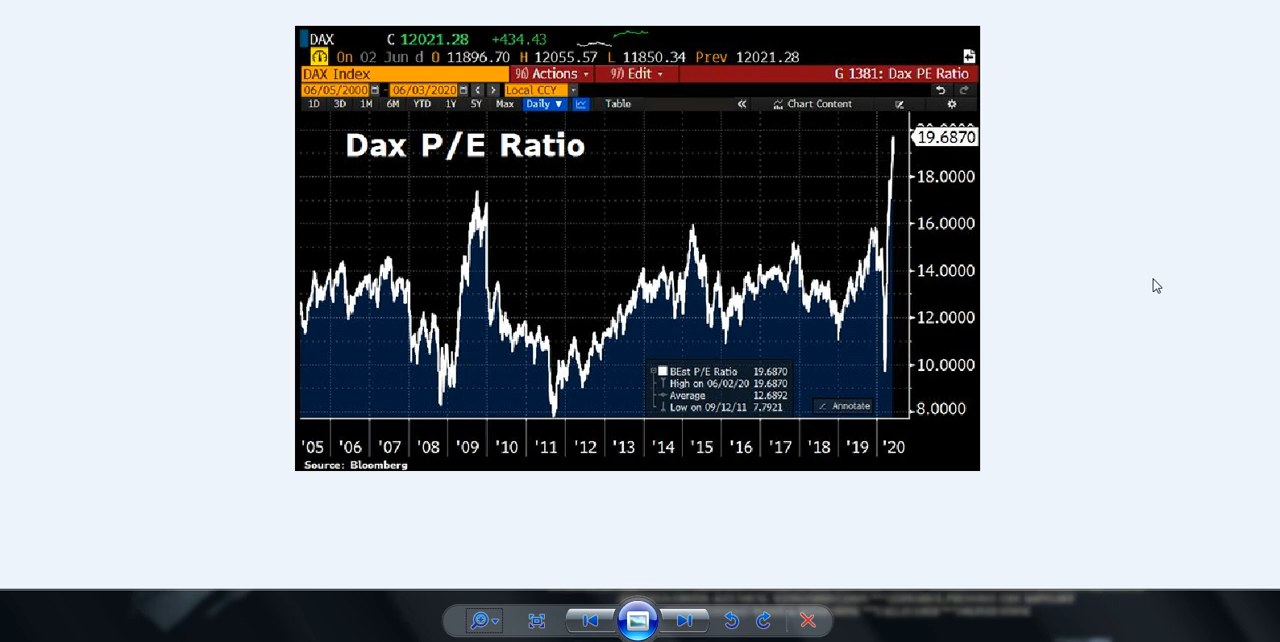 DAX C 12021.28 +434.43
On 02 Jun d O 11896.70 H 12055.57 L 11850.34 Prev 12021.28
DAX Index 96) Actions 97) Edit G 1381: Dax PE Ratio
06/05/2000 - 06/03/2020 Local CCY
1D 3D 1M 6M YTD 1Y 5Y Max Daily ▼ Table « Chart Content
Dax P/E Ratio
19.6870
18.0000
16.0000
14.0000
12.0000
10.0000
8.0000
BEst P/E Ratio 19.6870
High on 06/02/20 19.6870
Average 12.6892
Low on 09/12/11 7.7921
Annotate
'05 '06 '07 '08 '09 '10 '11 '12 '13 '14 '15 '16 '17 '18 '19 '20
Source: Bloomberg